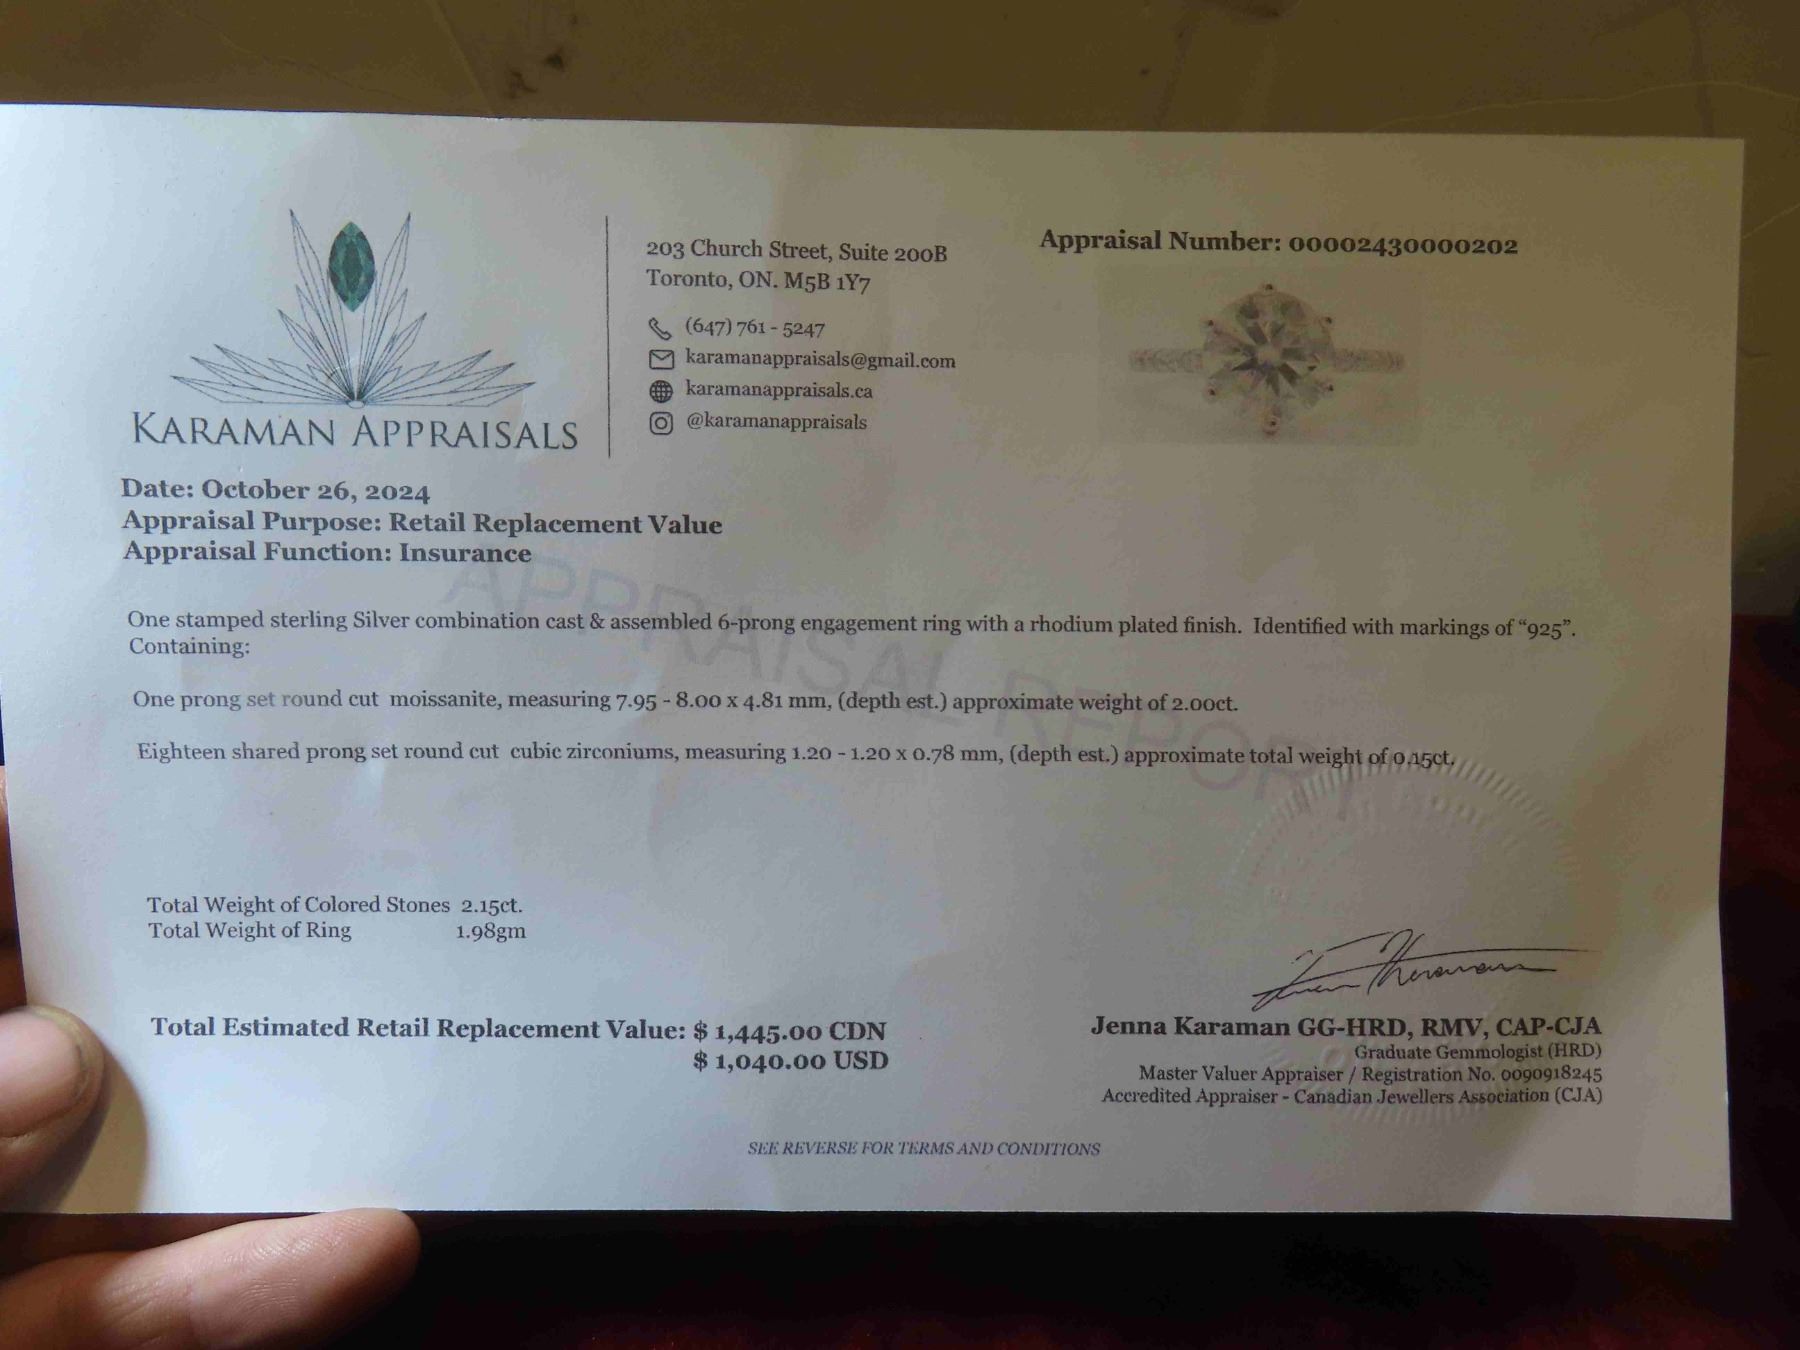 KARAMAN APPRAISALS
203 Church Street, Suite 200B
Toronto, ON. M5B 1Y7
(647) 761 - 5247
karamanappraisals@gmail.com
karamanappraisals.ca
@karamanappraisals
Appraisal Number: 00002430000202
Date: October 26, 2024
Appraisal Purpose: Retail Replacement Value
Appraisal Function: Insurance
APPRAISAL REPORT
One stamped sterling Silver combination cast & assembled 6-prong engagement ring with a rhodium plated finish. Identified with markings of “925”.
Containing:
One prong set round cut moissanite, measuring 7.95 - 8.00 x 4.81 mm, (depth est.) approximate weight of 2.00ct.
Eighteen shared prong set round cut cubic zirconiums, measuring 1.20 - 1.20 x 0.78 mm, (depth est.) approximate total weight of 0.15ct.
Total Weight of Colored Stones 2.15ct.
Total Weight of Ring 1.98gm
Total Estimated Retail Replacement Value: $ 1,445.00 CDN
$ 1,040.00 USD
Jenna Karaman GG-HRD, RMV, CAP-CJA
Graduate Gemmologist (HRD)
Master Valuer Appraiser / Registration No. 0090918245
Accredited Appraiser - Canadian Jewellers Association (CJA)
SEE REVERSE FOR TERMS AND CONDITIONS